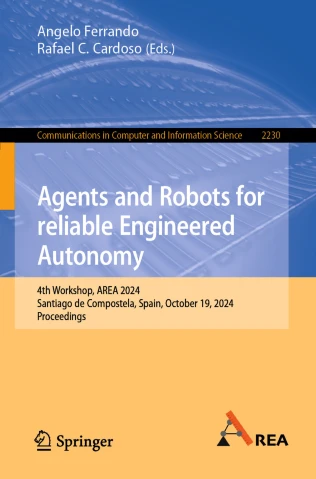 Angelo Ferrando
Rafael C. Cardoso (Eds.)
Communications in Computer and Information Science 2230
Agents and Robots for
reliable Engineered
Autonomy
4th Workshop, AREA 2024
Santiago de Compostela, Spain, October 19, 2024
Proceedings
Springer
AREA